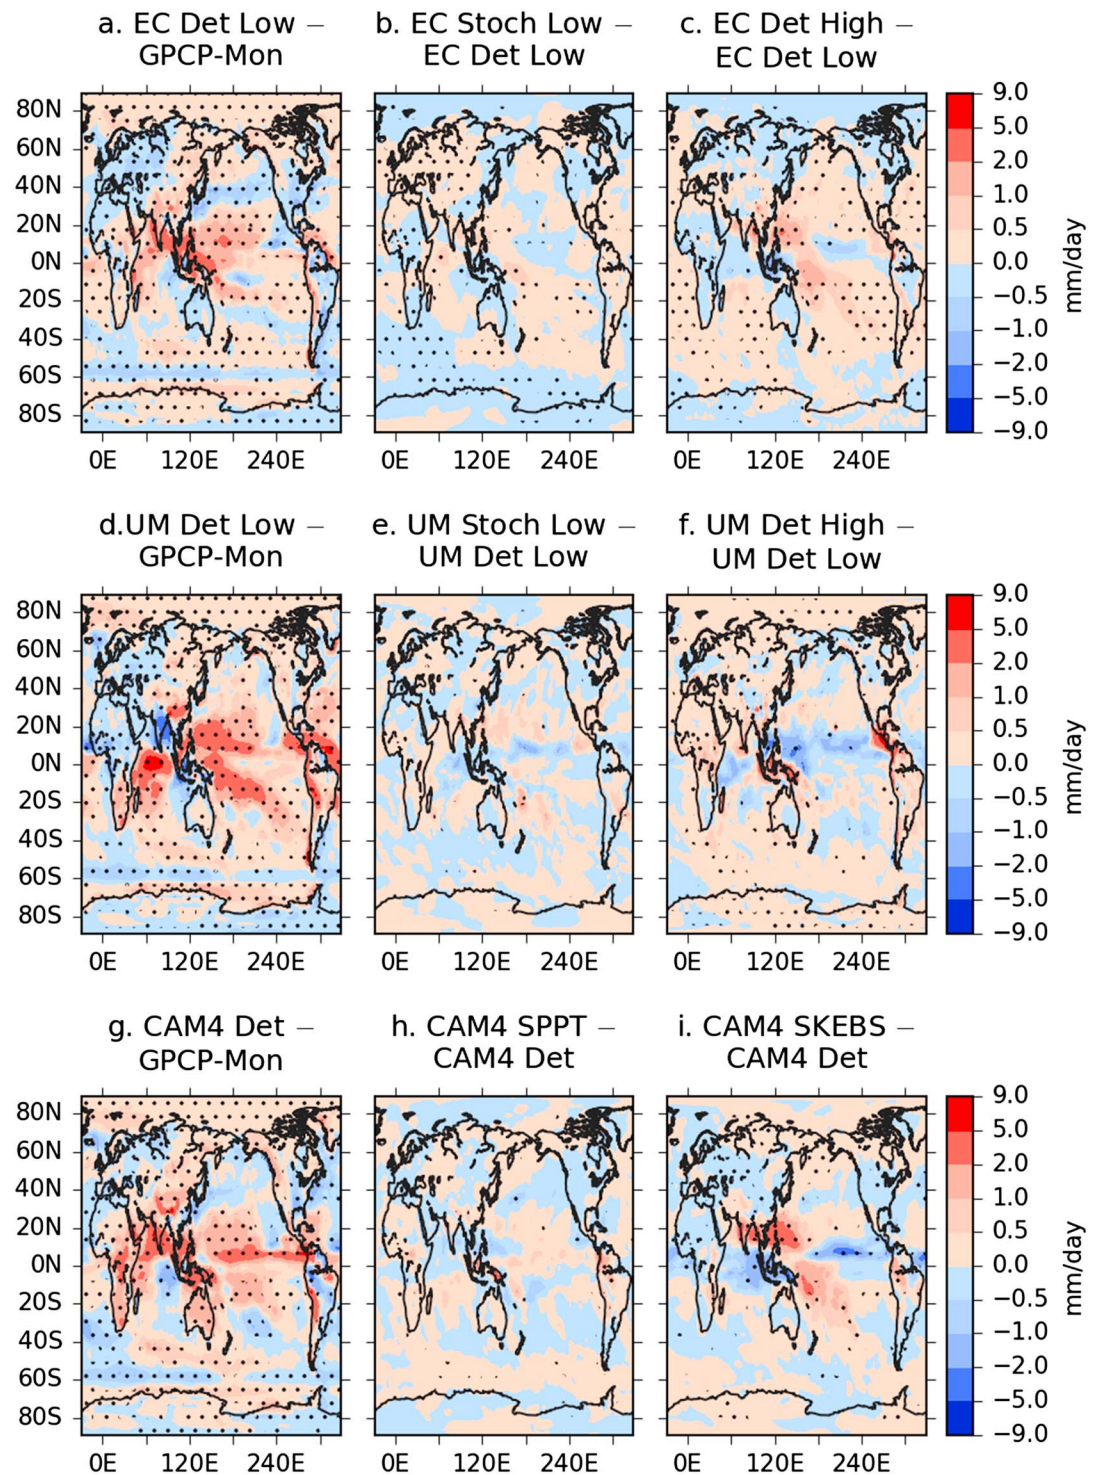 a. EC Det Low –
GPCP-Mon
b. EC Stoch Low –
EC Det Low
c. EC Det High –
EC Det Low
80N
60N
40N
20N
0N
20S
40S
60S
80S
0E 120E 240E
0E 120E 240E
0E 120E 240E
9.0
5.0
2.0
1.0
0.5
0.0
−0.5
−1.0
−2.0
−5.0
−9.0
mm/day
d.UM Det Low –
GPCP-Mon
e. UM Stoch Low –
UM Det Low
f. UM Det High –
UM Det Low
80N
60N
40N
20N
0N
20S
40S
60S
80S
0E 120E 240E
0E 120E 240E
0E 120E 240E
9.0
5.0
2.0
1.0
0.5
0.0
−0.5
−1.0
−2.0
−5.0
−9.0
mm/day
g. CAM4 Det –
GPCP-Mon
h. CAM4 SPPT –
CAM4 Det
i. CAM4 SKEBS –
CAM4 Det
80N
60N
40N
20N
0N
20S
40S
60S
80S
0E 120E 240E
0E 120E 240E
0E 120E 240E
9.0
5.0
2.0
1.0
0.5
0.0
−0.5
−1.0
−2.0
−5.0
−9.0
mm/day